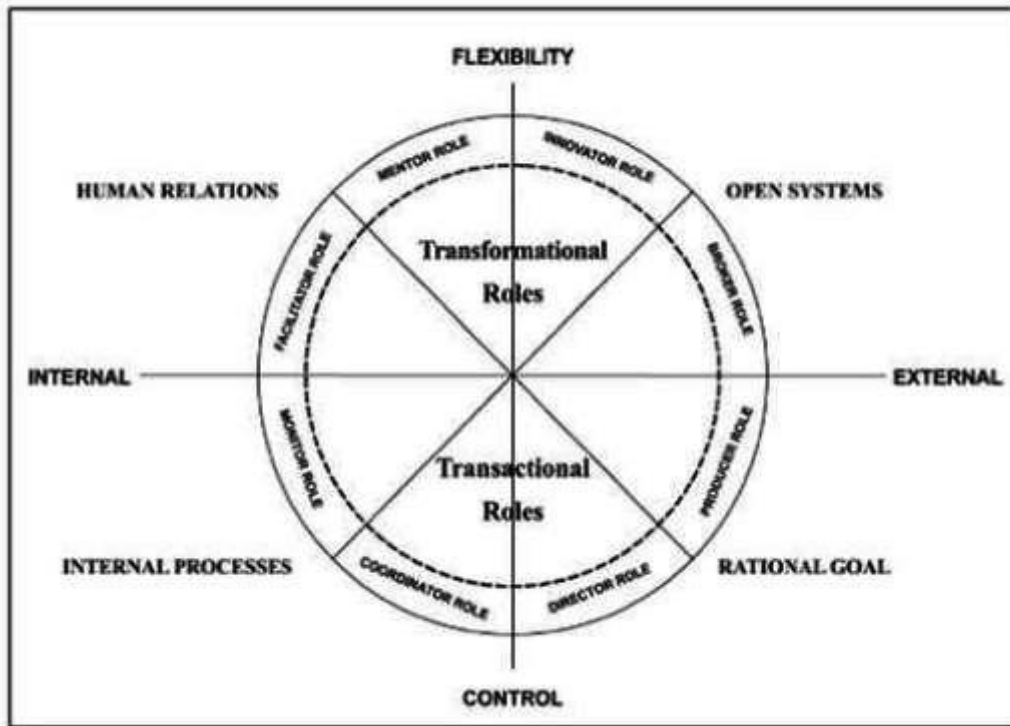 FLEXIBILITY
MENTOR ROLE
INNOVATOR ROLE
HUMAN RELATIONS
OPEN SYSTEMS
FACILITATOR ROLE
Transformational
Roles
BROKER ROLE
INTERNAL
EXTERNAL
MONITOR ROLE
Transactional
Roles
PRODUCER ROLE
INTERNAL PROCESSES
COORDINATOR ROLE
DIRECTOR ROLE
RATIONAL GOAL
CONTROL